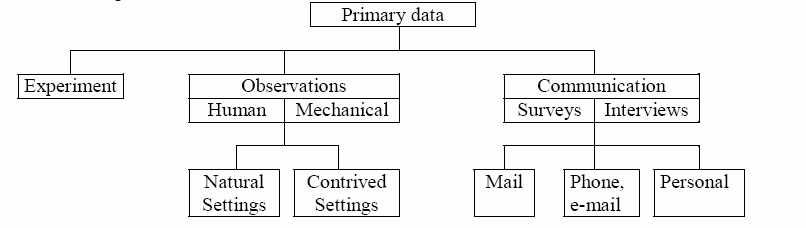 Primary data
Experiment
Observations
Communication
Human
Mechanical
Surveys
Interviews
Natural
Settings
Contrived
Settings
Mail
Phone,
e-mail
Personal